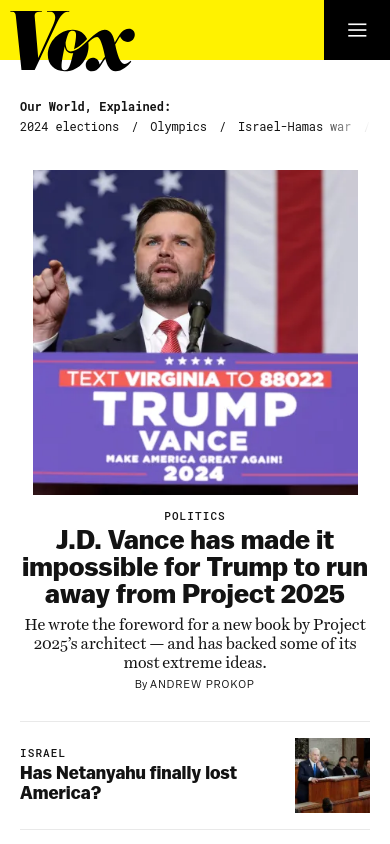 Vox
Our World, Explained:
2024 elections / Olympics / Israel-Hamas war /
TEXT VIRGINIA TO 88022
TRUMP
VANCE
MAKE AMERICA GREAT AGAIN!
2024
POLITICS
J.D. Vance has made it
impossible for Trump to run
away from Project 2025
He wrote the foreword for a new book by Project
2025’s architect — and has backed some of its
most extreme ideas.
By ANDREW PROKOP
ISRAEL
Has Netanyahu finally lost
America?